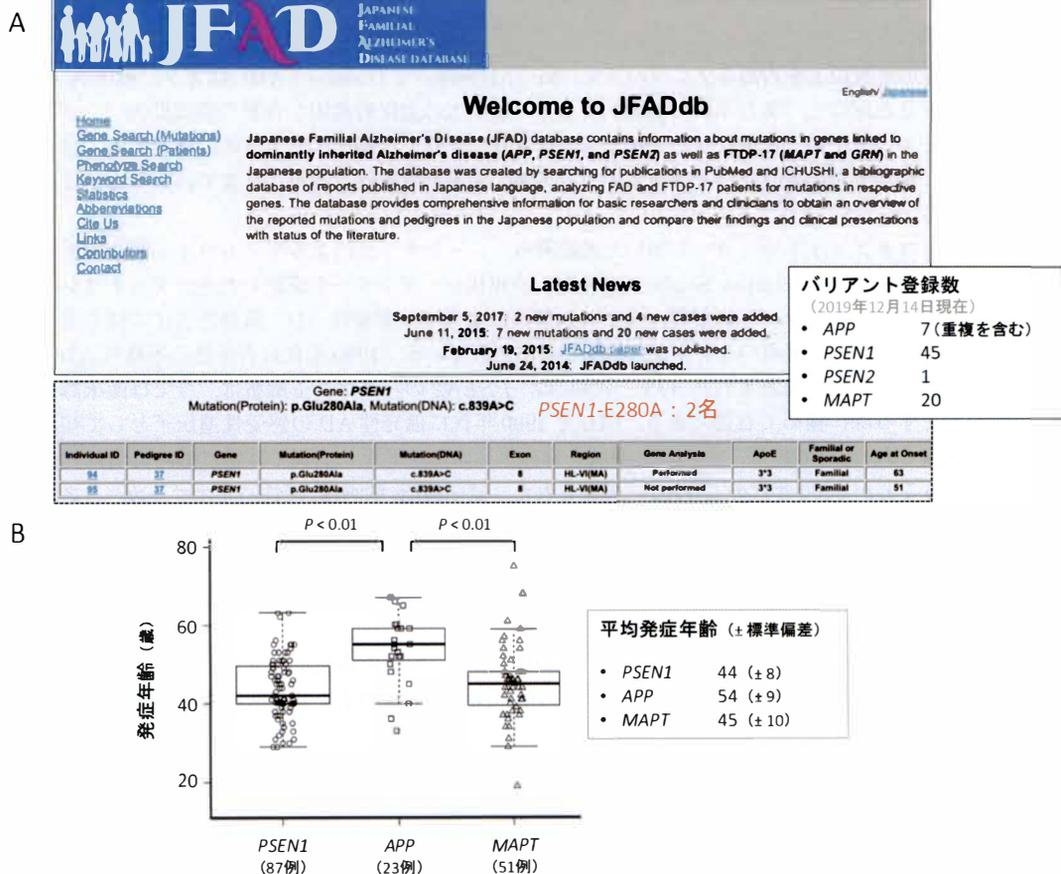 A
JFAD
JAPANESE
FAMILIAL
ALZHEIMER'S
DISEASE DATABASE
English/ Japanese
Welcome to JFADdb
Home
Gene Search (Mutations)
Gene Search (Patients)
Phenotype Search
Keyword Search
Statistics
Abbereviations
Cite Us
Links
Contributors
Contact
Japanese Familial Alzheimer's Disease (JFAD) database contains information about mutations in genes linked to
dominantly inherited Alzheimer's disease (APP, PSEN1, and PSEN2) as well as FTDP-17 (MAPT and GRN) in the
Japanese population. The database was created by searching for publications in PubMed and ICHUSHI, a bibliographic
database of reports published in Japanese language, analyzing FAD and FTDP-17 patients for mutations in respective
genes. The database provides comprehensive information for basic researchers and clinicians to obtain an overview of
the reported mutations and pedigrees in the Japanese population and compare their findings and clinical presentations
with status of the literature.
Latest News
September 5, 2017: 2 new mutations and 4 new cases were added.
June 11, 2015: 7 new mutations and 20 new cases were added.
February 19, 2015: JFADdb paper was published.
June 24, 2014: JFADdb launched.
バリアント登録数
(2019年12月14日現在)
• APP 7(重複を含む)
• PSEN1 45
• PSEN2 1
• MAPT 20
Gene: PSEN1
Mutation(Protein): p.Glu280Ala, Mutation(DNA): c.839A>C
PSEN1-E280A : 2名
Individual ID Pedigree ID Gene Mutation(Protein) Mutation(DNA) Exon Region Gene Analysis ApoE Familial or Sporadic Age at Onset
94 37 PSEN1 p.Glu280Ala c.839A>C 8 HL-VI(MA) Performed 3*3 Familial 63
95 37 PSEN1 p.Glu280Ala c.839A>C 8 HL-VI(MA) Not performed 3*3 Familial 51
B
P < 0.01 P < 0.01
発症年齢(歳)
80
60
40
20
PSEN1 APP MAPT
(87例) (23例) (51例)
平均発症年齢(± 標準偏差)
• PSEN1 44 (± 8)
• APP 54 (± 9)
• MAPT 45 (± 10)